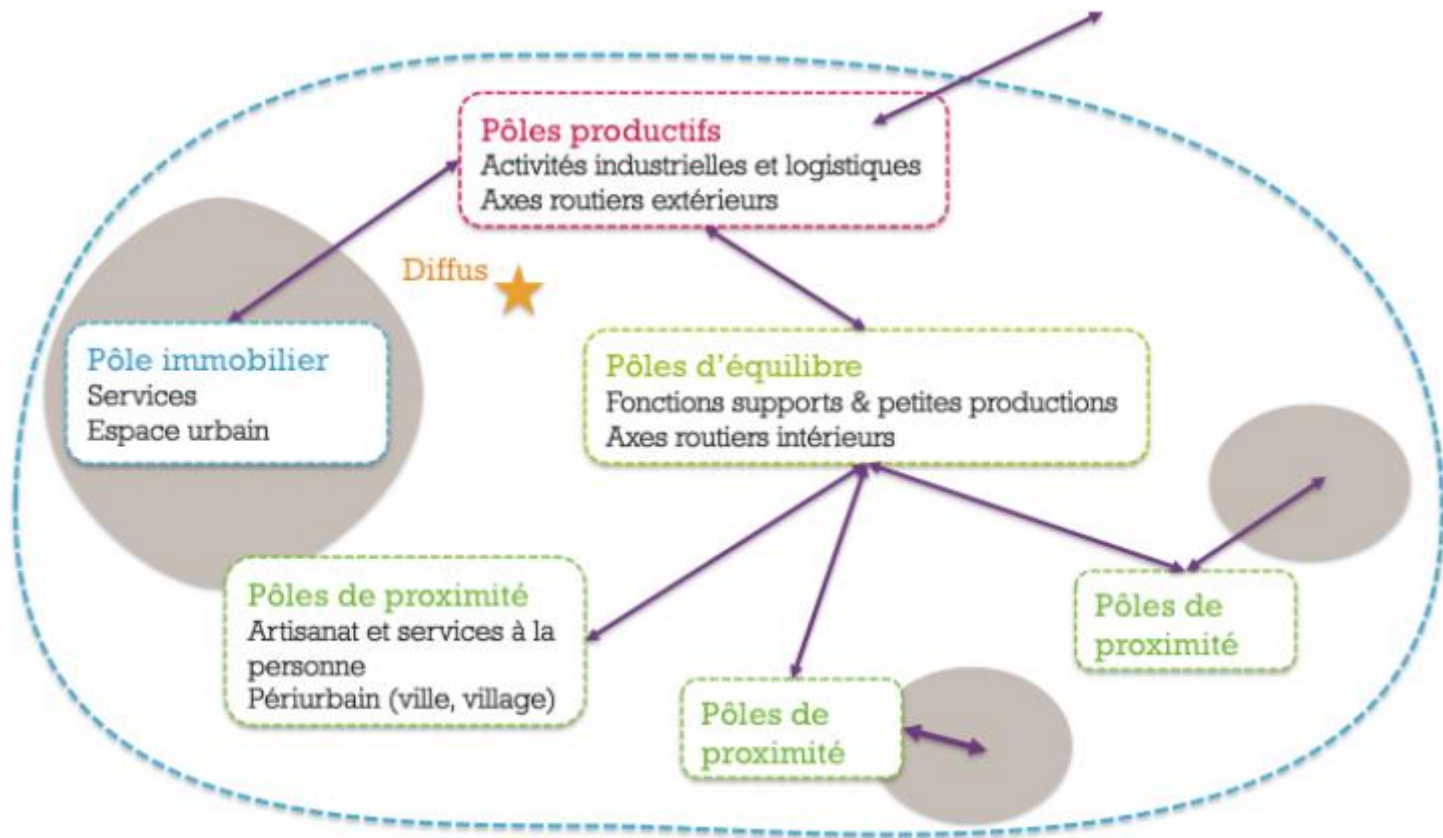 Pôles productifs
Activités industrielles et logistiques
Axes routiers extérieurs
Diffus
Pôle immobilier
Services
Espace urbain
Pôles d'équilibre
Fonctions supports & petites productions
Axes routiers intérieurs
Pôles de proximité
Artisanat et services à la
personne
Périurbain (ville, village)
Pôles de
proximité
Pôles de
proximité